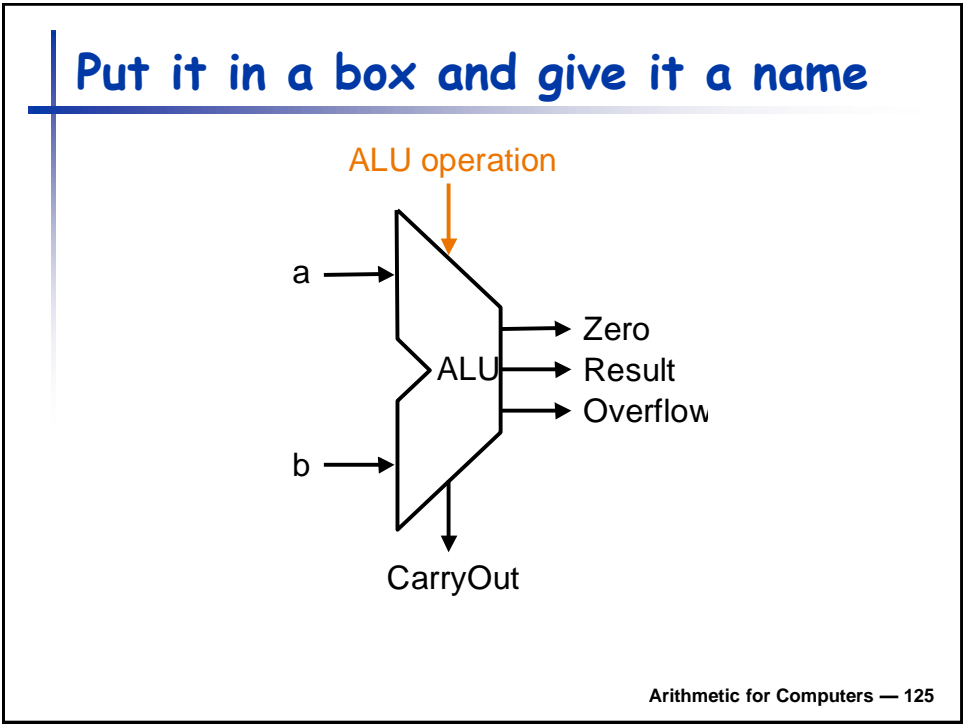 Put it in a box and give it a name
ALU operation
a
Zero
ALU
Result
Overflow
b
CarryOut
Arithmetic for Computers — 125